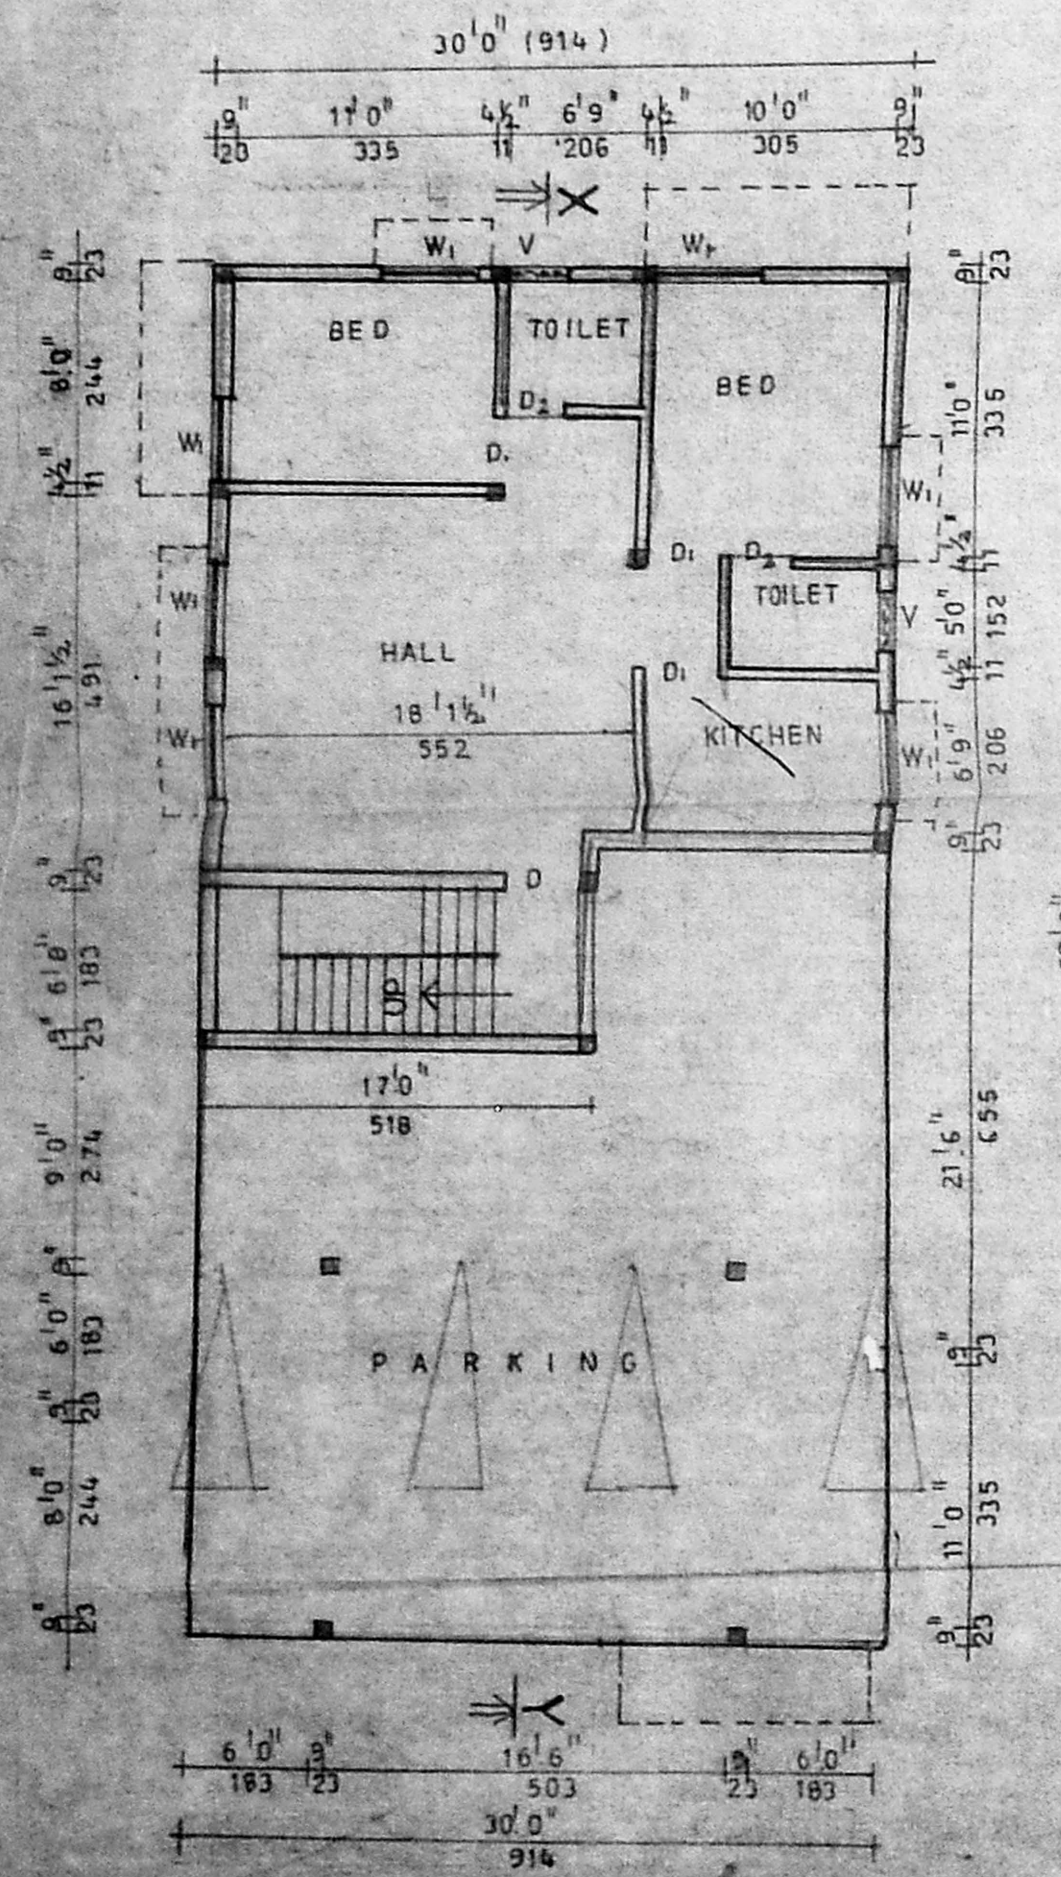 30'0" (914)
9" 11'0" 4½" 6'9" 4½" 10'0" 9"
23 335 11 206 11 305 23
X
W1 V W1
9" 23
9" 23
BED TOILET
BED
8'0" 244
11'0" 335
D2
W1
D1
4½" 11
W1
4½" 11
D1 D2
TOILET
W1
V
5'0" 152
HALL
16'1½" 491
D1
4½" 11
18'1½"
552
KITCHEN
W1
W1
6'9" 206
9" 23
9" 23
D
6'8" 183
UP
9" 23
17'0"
518
9'0" 274
21'6" 655
9"
6'0" 183
PARKING
9" 23
9" 23
8'0" 244
11'0" 335
9" 23
9" 23
Y
6'0" 9" 16'6" 9" 6'0"
183 23 503 23 183
30'0"
914